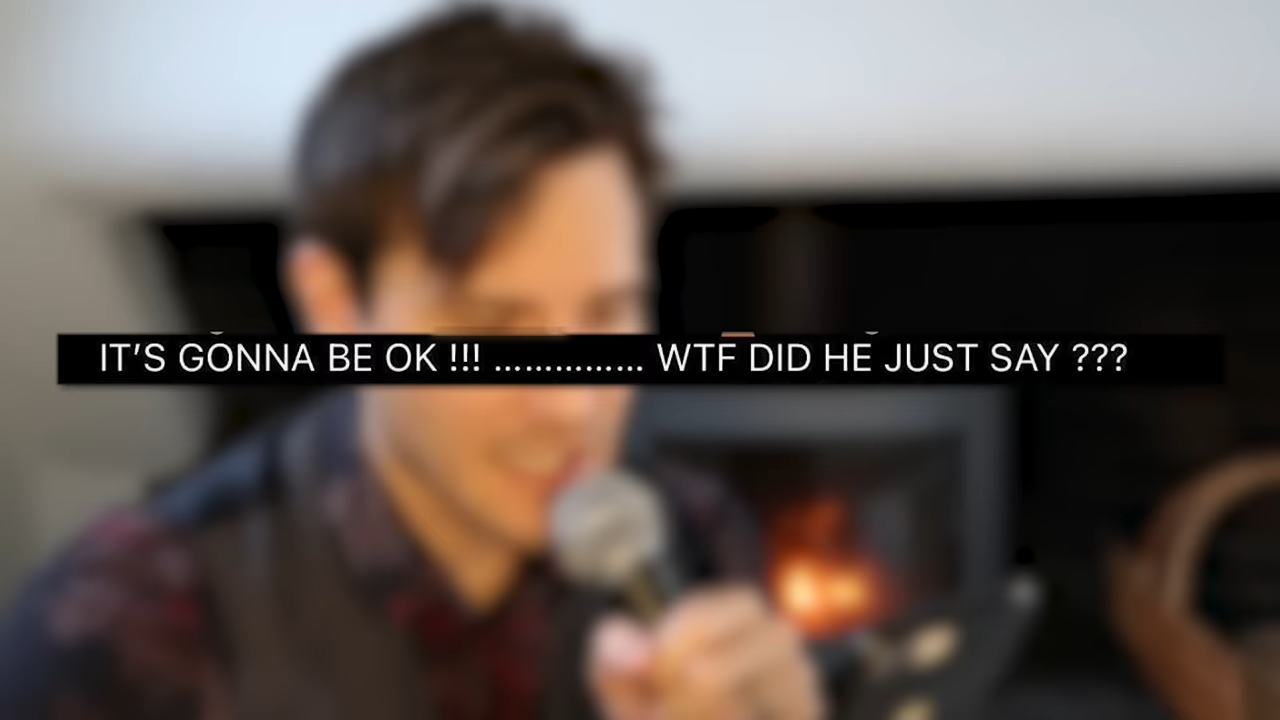 IT’S GONNA BE OK !!! …………… WTF DID HE JUST SAY ???